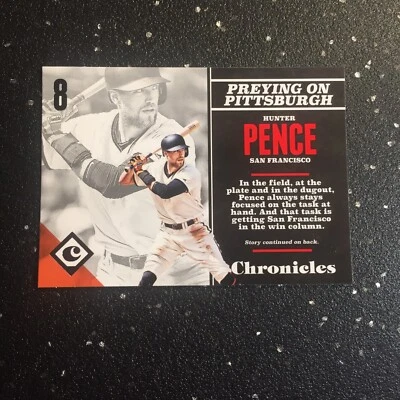 8
PREYING ON
PITTSBURGH
HUNTER
PENCE
SAN FRANCISCO
In the field, at the
plate and in the dugout,
Pence always stays
focused on the task at
hand. And that task is
getting San Francisco
in the win column.
Story continued on back.
C
Chronicles